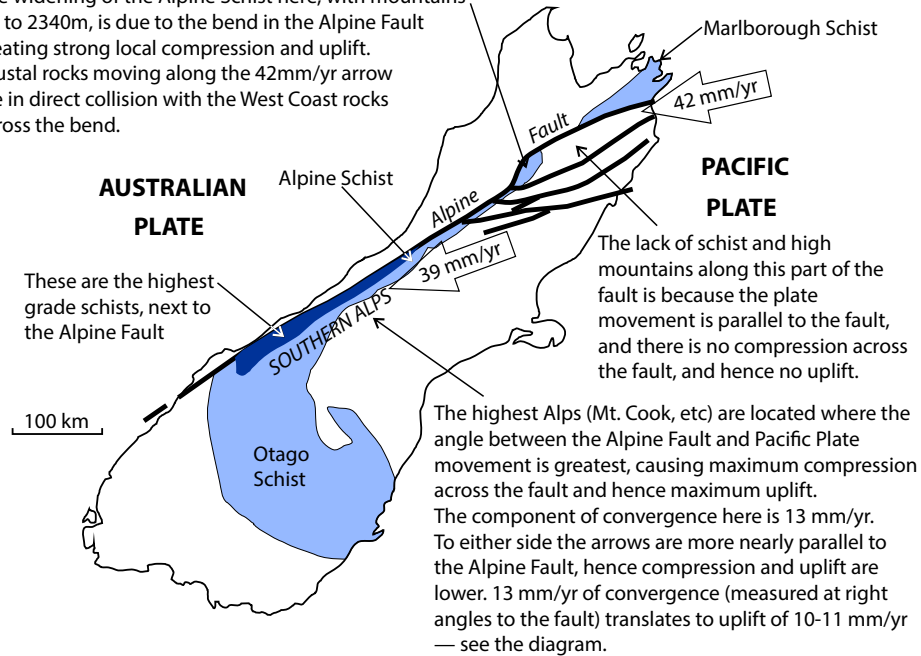 widening of the Alpine Schist here, with mountains
to 2340m, is due to the bend in the Alpine Fault
strong local compression and uplift.
rocks moving along the 42mm/yr arrow
in direct collision with the West Coast rocks
the bend.
Marlborough Schist
42 mm/yr
Fault
AUSTRALIAN
PLATE
Alpine Schist
Alpine
PACIFIC
PLATE
39 mm/yr
These are the highest
grade schists, next to
the Alpine Fault
SOUTHERN ALPS
The lack of schist and high
mountains along this part of the
fault is because the plate
movement is parallel to the fault,
and there is no compression across
the fault, and hence no uplift.
100 km
Otago
Schist
The highest Alps (Mt. Cook, etc) are located where the
angle between the Alpine Fault and Pacific Plate
movement is greatest, causing maximum compression
across the fault and hence maximum uplift.
The component of convergence here is 13 mm/yr.
To either side the arrows are more nearly parallel to
the Alpine Fault, hence compression and uplift are
lower. 13 mm/yr of convergence (measured at right
angles to the fault) translates to uplift of 10-11 mm/yr
— see the diagram.